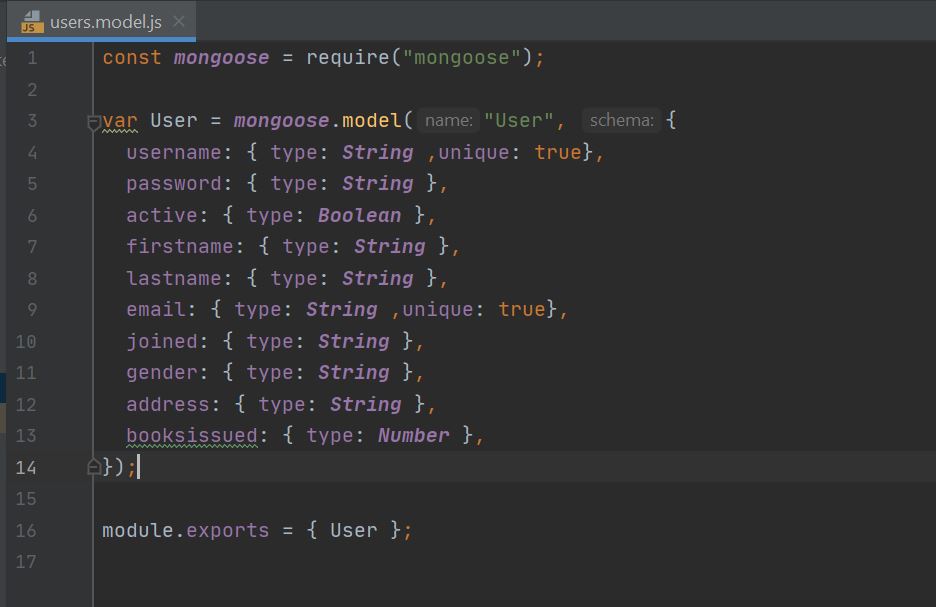 JS users.model.js
1 const mongoose = require("mongoose");
2
3 var User = mongoose.model( name: "User", schema: {
4 username: { type: String ,unique: true},
5 password: { type: String },
6 active: { type: Boolean },
7 firstname: { type: String },
8 lastname: { type: String },
9 email: { type: String ,unique: true},
10 joined: { type: String },
11 gender: { type: String },
12 address: { type: String },
13 booksissued: { type: Number },
14 });
15
16 module.exports = { User };
17